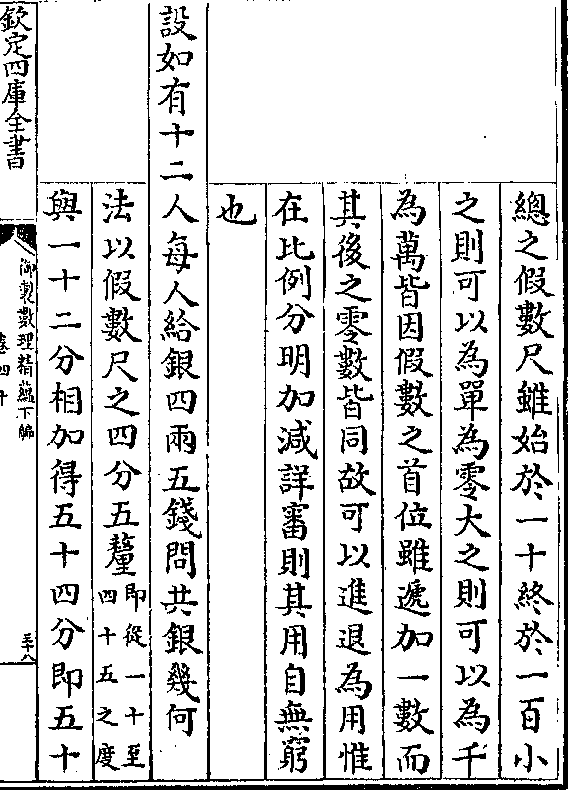 總之假數尺雖始於一十終於一百小
之則可以為單為零大之則可以為千
為萬皆因假數之首位雖遞加一數而
其後之零數皆同故可以進退為用惟
在比例分明加減詳審則其用自無窮
也
設如有十二人每人給銀四兩五錢問共銀幾何
法以假數尺之四分五釐即從一十至四十五之度
與一十二分相加得五十四分即五十
欽定四庫全書
御製數理精蘊下編
卷四十
三十八